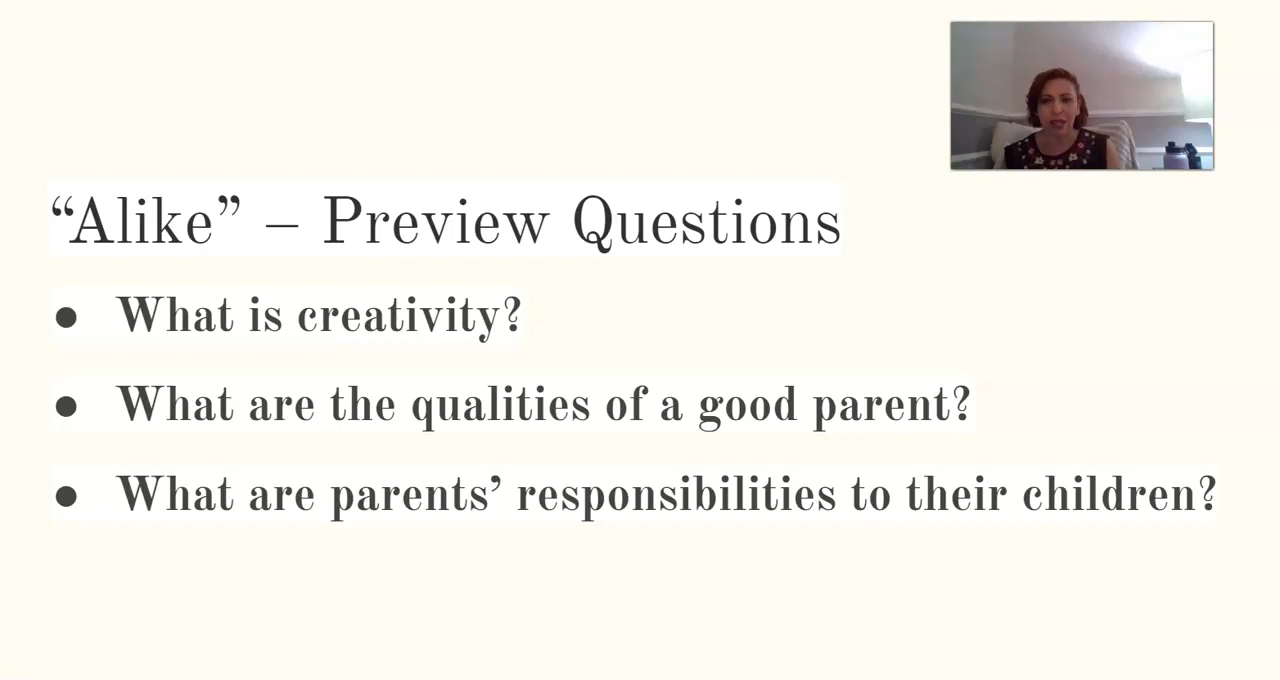 “Alike” – Preview Questions
● What is creativity?
● What are the qualities of a good parent?
● What are parents’ responsibilities to their children?